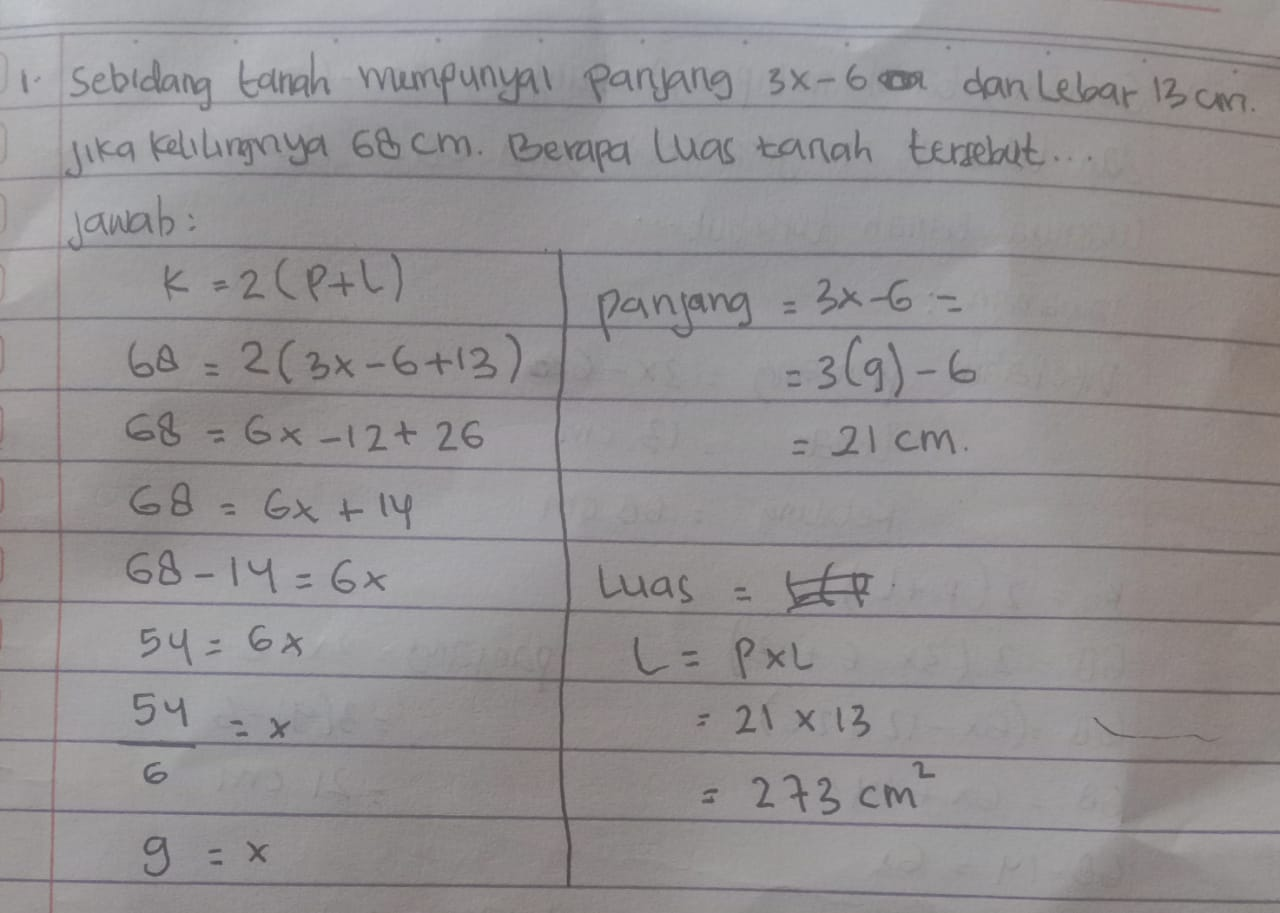 1. Sebidang tanah mempunyai panjang 3x-6 dan Lebar 13 cm.
jika kelilingnya 68 cm. Berapa Luas tanah tersebut...
jawab:
K = 2 (P+L)
68 = 2(3x-6+13)
68 = 6x -12+ 26
68 = 6x + 14
68-14 = 6x
54 = 6x
54 = x
6
9 = x
panjang = 3x-6 =
= 3(9)-6
= 21 cm.
Luas =
L = PxL
= 21 x 13
= 273 cm²